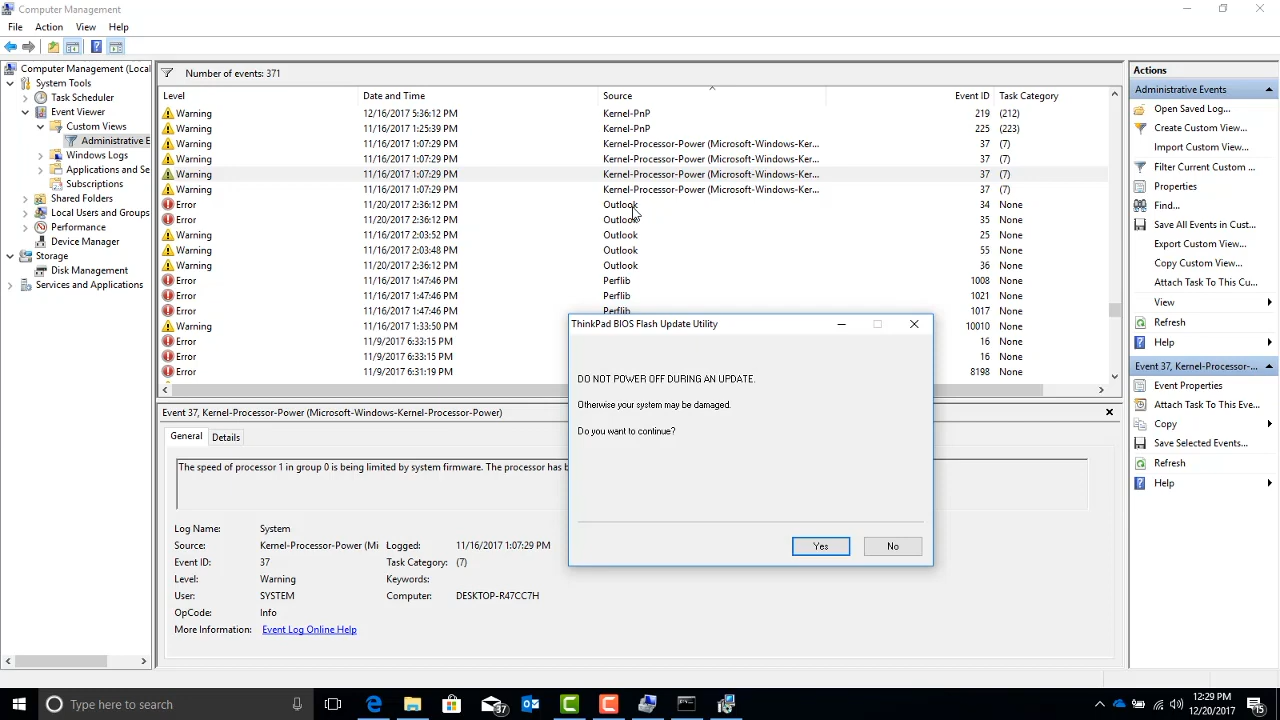 Computer Management
File Action View Help
Computer Management (Local
System Tools
Task Scheduler
Event Viewer
Custom Views
Administrative E
Windows Logs
Applications and Se
Subscriptions
Shared Folders
Local Users and Groups
Performance
Device Manager
Storage
Disk Management
Services and Applications
Number of events: 371
Level Date and Time Source Event ID Task Category
Warning 12/16/2017 5:36:12 PM Kernel-PnP 219 (212)
Warning 11/16/2017 1:25:39 PM Kernel-PnP 225 (223)
Warning 11/16/2017 1:07:29 PM Kernel-Processor-Power (Microsoft-Windows-Ker... 37 (7)
Warning 11/16/2017 1:07:29 PM Kernel-Processor-Power (Microsoft-Windows-Ker... 37 (7)
Warning 11/16/2017 1:07:29 PM Kernel-Processor-Power (Microsoft-Windows-Ker... 37 (7)
Warning 11/16/2017 1:07:29 PM Kernel-Processor-Power (Microsoft-Windows-Ker... 37 (7)
Error 11/20/2017 2:36:12 PM Outlook 34 None
Error 11/20/2017 2:36:12 PM Outlook 35 None
Warning 11/16/2017 2:03:52 PM Outlook 25 None
Warning 11/16/2017 2:03:48 PM Outlook 55 None
Warning 11/20/2017 2:36:12 PM Outlook 36 None
Error 11/16/2017 1:47:46 PM Perflib 1008 None
Error 11/16/2017 1:47:46 PM Perflib 1021 None
Error 11/16/2017 1:47:46 PM Perflib 1017 None
Warning 11/16/2017 1:33:50 PM 10010 None
Error 11/9/2017 6:33:15 PM 16 None
Error 11/9/2017 6:33:15 PM 16 None
Error 11/9/2017 6:31:19 PM 8198 None
Event 37, Kernel-Processor-Power (Microsoft-Windows-Kernel-Processor-Power)
General Details
The speed of processor 1 in group 0 is being limited by system firmware. The processor has b
Log Name: System
Source: Kernel-Processor-Power (Mi Logged: 11/16/2017 1:07:29 PM
Event ID: 37 Task Category: (7)
Level: Warning Keywords:
User: SYSTEM Computer: DESKTOP-R47CC7H
OpCode: Info
More Information: Event Log Online Help
ThinkPad BIOS Flash Update Utility
DO NOT POWER OFF DURING AN UPDATE.
Otherwise your system may be damaged.
Do you want to continue?
Yes No
Actions
Administrative Events
Open Saved Log...
Create Custom View...
Import Custom View...
Filter Current Custom ...
Properties
Find...
Save All Events in Cust...
Export Custom View...
Copy Custom View...
Attach Task To This Cu...
View
Refresh
Help
Event 37, Kernel-Processor-...
Event Properties
Attach Task To This Eve...
Copy
Save Selected Events...
Refresh
Help
Type here to search
37
12:29 PM
12/20/2017
15